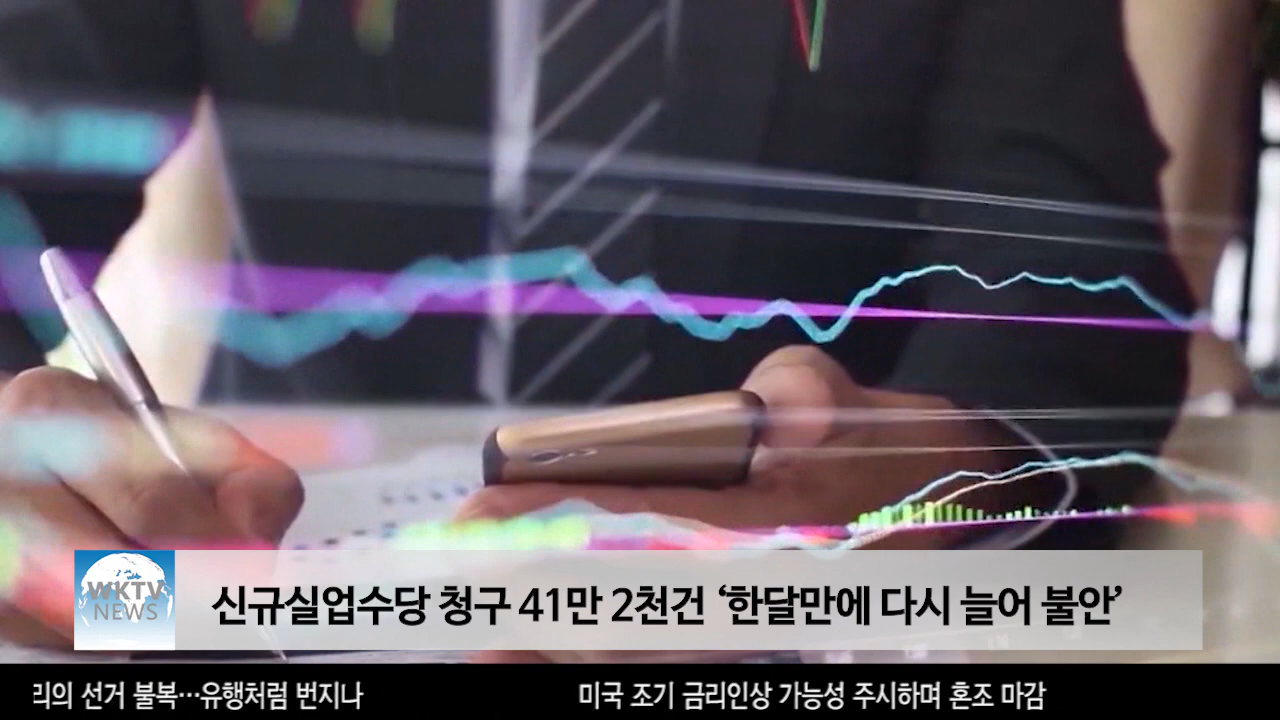 WKTV
NEWS
신규실업수당 청구 41만 2천건 ‘한달만에 다시 늘어 불안’
리의 선거 불복…유행처럼 번지나 미국 조기 금리인상 가능성 주시하며 혼조 마감